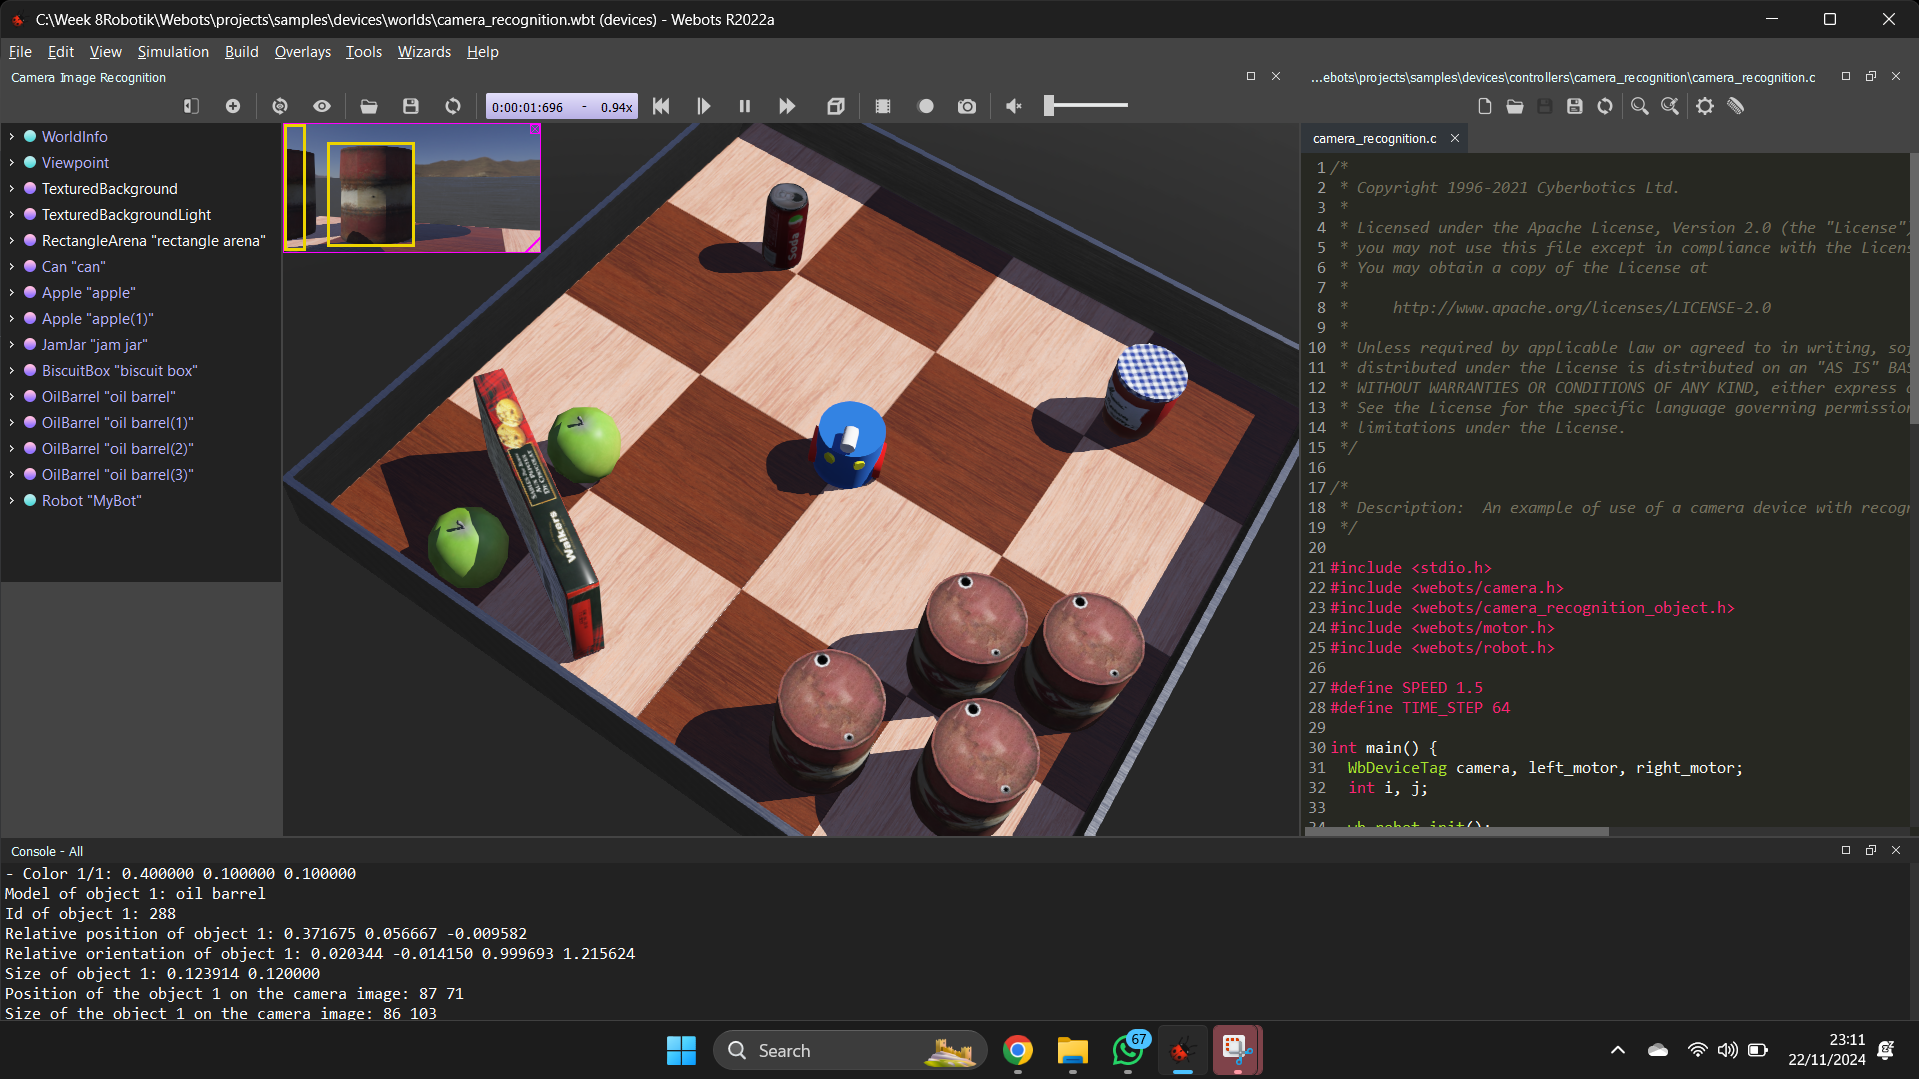 C:\Week 8Robotik\Webots\projects\samples\devices\worlds\camera_recognition.wbt (devices) - Webots R2022a
File Edit View Simulation Build Overlays Tools Wizards Help
Camera Image Recognition
0:00:01:696 - 0.94x
WorldInfo
Viewpoint
TexturedBackground
TexturedBackgroundLight
RectangleArena "rectangle arena"
Can "can"
Apple "apple"
Apple "apple(1)"
JamJar "jam jar"
BiscuitBox "biscuit box"
OilBarrel "oil barrel"
OilBarrel "oil barrel(1)"
OilBarrel "oil barrel(2)"
OilBarrel "oil barrel(3)"
Robot "MyBot"
Soda
Walkers
...ebots\projects\samples\devices\controllers\camera_recognition\camera_recognition.c
camera_recognition.c
1 /*
2 * Copyright 1996-2021 Cyberbotics Ltd.
3 *
4 * Licensed under the Apache License, Version 2.0 (the "License")
5 * you may not use this file except in compliance with the Licens
6 * You may obtain a copy of the License at
7 *
8 * http://www.apache.org/licenses/LICENSE-2.0
9 *
10 * Unless required by applicable law or agreed to in writing, so
11 * distributed under the License is distributed on an "AS IS" BAS
12 * WITHOUT WARRANTIES OR CONDITIONS OF ANY KIND, either express o
13 * See the License for the specific language governing permission
14 * limitations under the License.
15 */
16
17 /*
18 * Description:  An example of use of a camera device with recogn
19 */
20
21 #include <stdio.h>
22 #include <webots/camera.h>
23 #include <webots/camera_recognition_object.h>
24 #include <webots/motor.h>
25 #include <webots/robot.h>
26
27 #define SPEED 1.5
28 #define TIME_STEP 64
29
30 int main() {
31 WbDeviceTag camera, left_motor, right_motor;
32 int i, j;
33
34 wb_robot_init();
Console - All
- Color 1/1: 0.400000 0.100000 0.100000
Model of object 1: oil barrel
Id of object 1: 288
Relative position of object 1: 0.371675 0.056667 -0.009582
Relative orientation of object 1: 0.020344 -0.014150 0.999693 1.215624
Size of object 1: 0.123914 0.120000
Position of the object 1 on the camera image: 87 71
Size of the object 1 on the camera image: 86 103
Search
67
23:11
22/11/2024